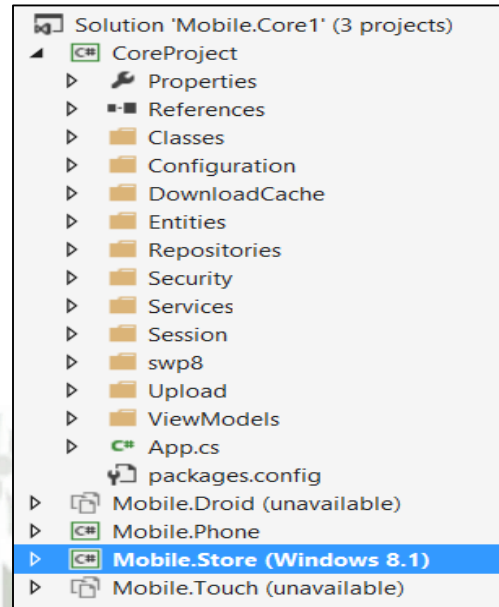 Solution 'Mobile.Core1' (3 projects)
C# CoreProject
Properties
References
Classes
Configuration
DownloadCache
Entities
Repositories
Security
Services
Session
swp8
Upload
ViewModels
C# App.cs
packages.config
Mobile.Droid (unavailable)
C# Mobile.Phone
C# Mobile.Store (Windows 8.1)
Mobile.Touch (unavailable)